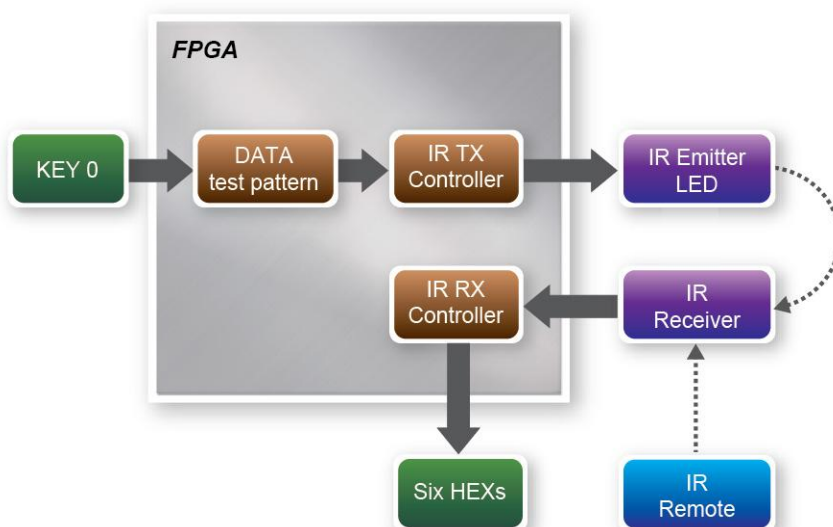 FPGA
KEY 0
DATA
test pattern
IR TX
Controller
IR Emitter
LED
IR RX
Controller
IR
Receiver
Six HEXs
IR
Remote